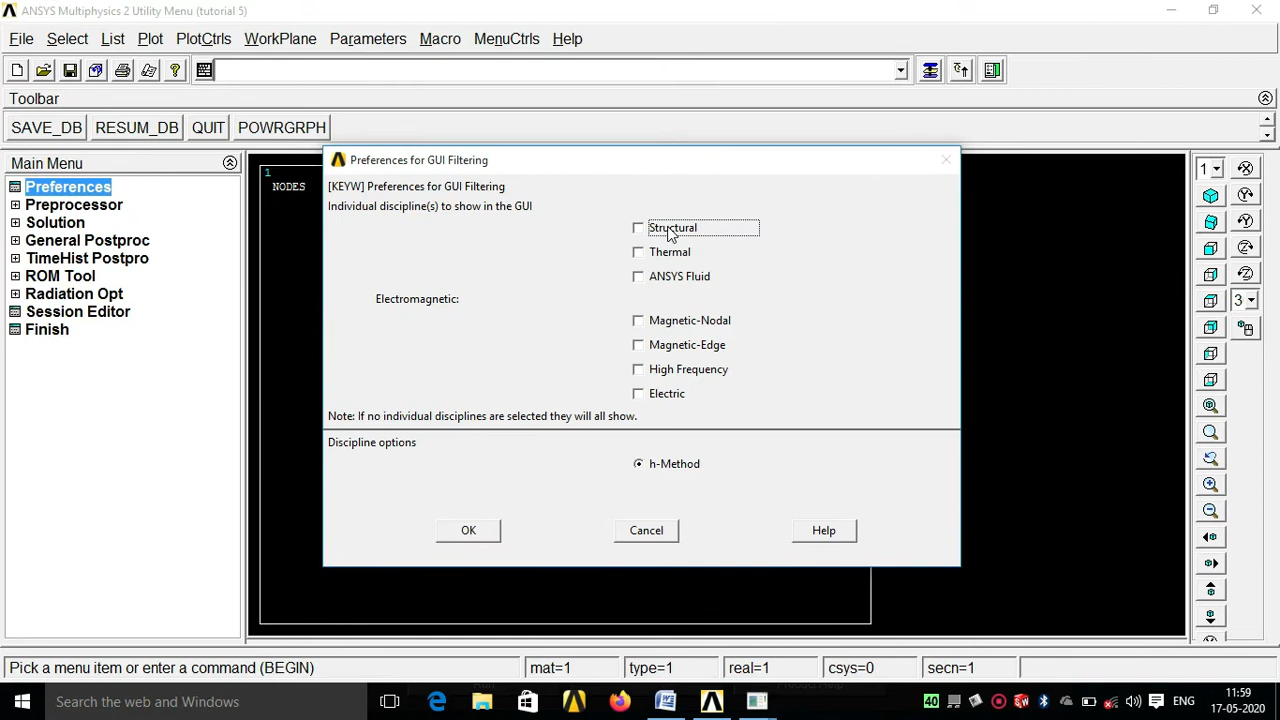 ANSYS Multiphysics 2 Utility Menu (tutorial 5)
File Select List Plot PlotCtrls WorkPlane Parameters Macro MenuCtrls Help
Toolbar
SAVE_DB RESUM_DB QUIT POWRGRPH
Main Menu
Preferences
Preprocessor
Solution
General Postproc
TimeHist Postpro
ROM Tool
Radiation Opt
Session Editor
Finish
1
NODES
Preferences for GUI Filtering
[KEYW] Preferences for GUI Filtering
Individual discipline(s) to show in the GUI
Structural
Thermal
ANSYS Fluid
Electromagnetic:
Magnetic-Nodal
Magnetic-Edge
High Frequency
Electric
Note: If no individual disciplines are selected they will all show.
Discipline options
h-Method
OK Cancel Help
1
3
Pick a menu item or enter a command (BEGIN) mat=1 type=1 real=1 csys=0 secn=1
Search the web and Windows
40
ENG
11:59
17-05-2020